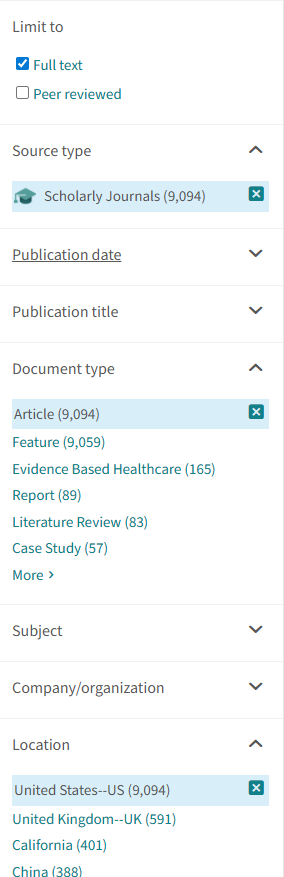 Limit to
Full text
Peer reviewed
Source type
Scholarly Journals (9,094)
Publication date
Publication title
Document type
Article (9,094)
Feature (9,059)
Evidence Based Healthcare (165)
Report (89)
Literature Review (83)
Case Study (57)
More
Subject
Company/organization
Location
United States--US (9,094)
United Kingdom--UK (591)
California (401)
China (388)